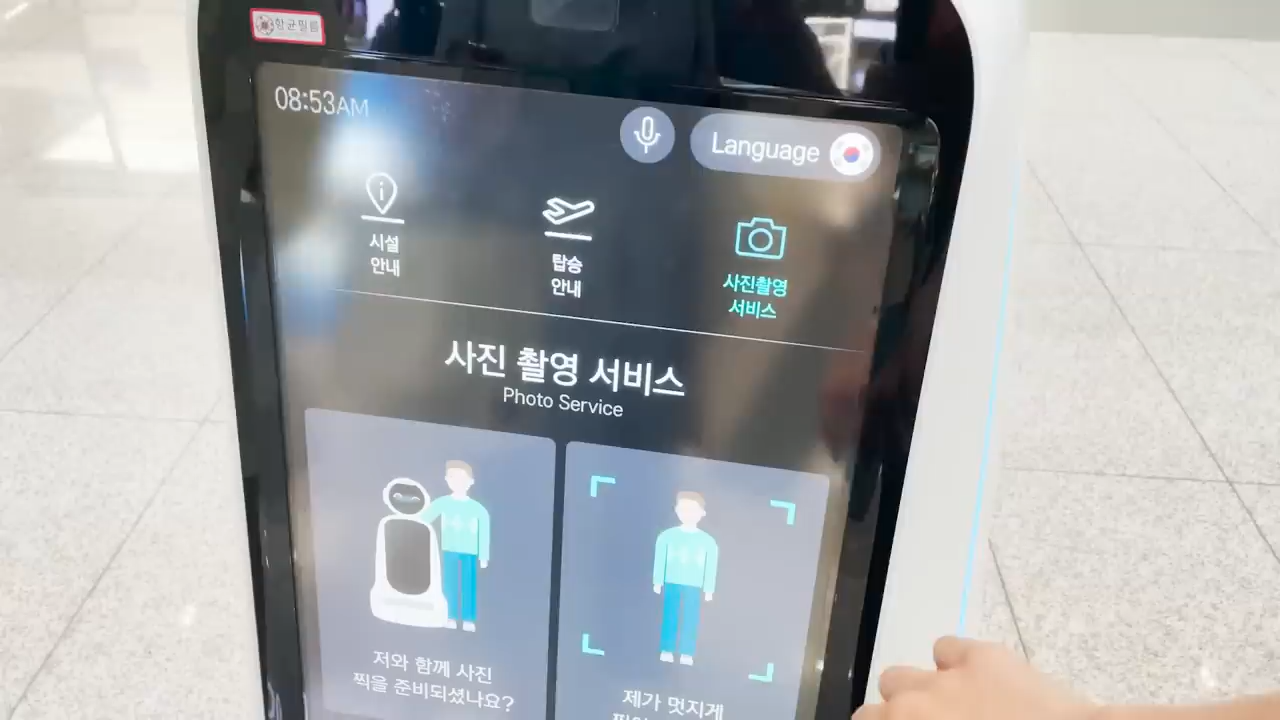 항균필름
08:53AM
Language
시설
안내
탑승
안내
사진촬영
서비스
사진 촬영 서비스
Photo Service
저와 함께 사진
찍을 준비되셨나요?
제가 멋지게